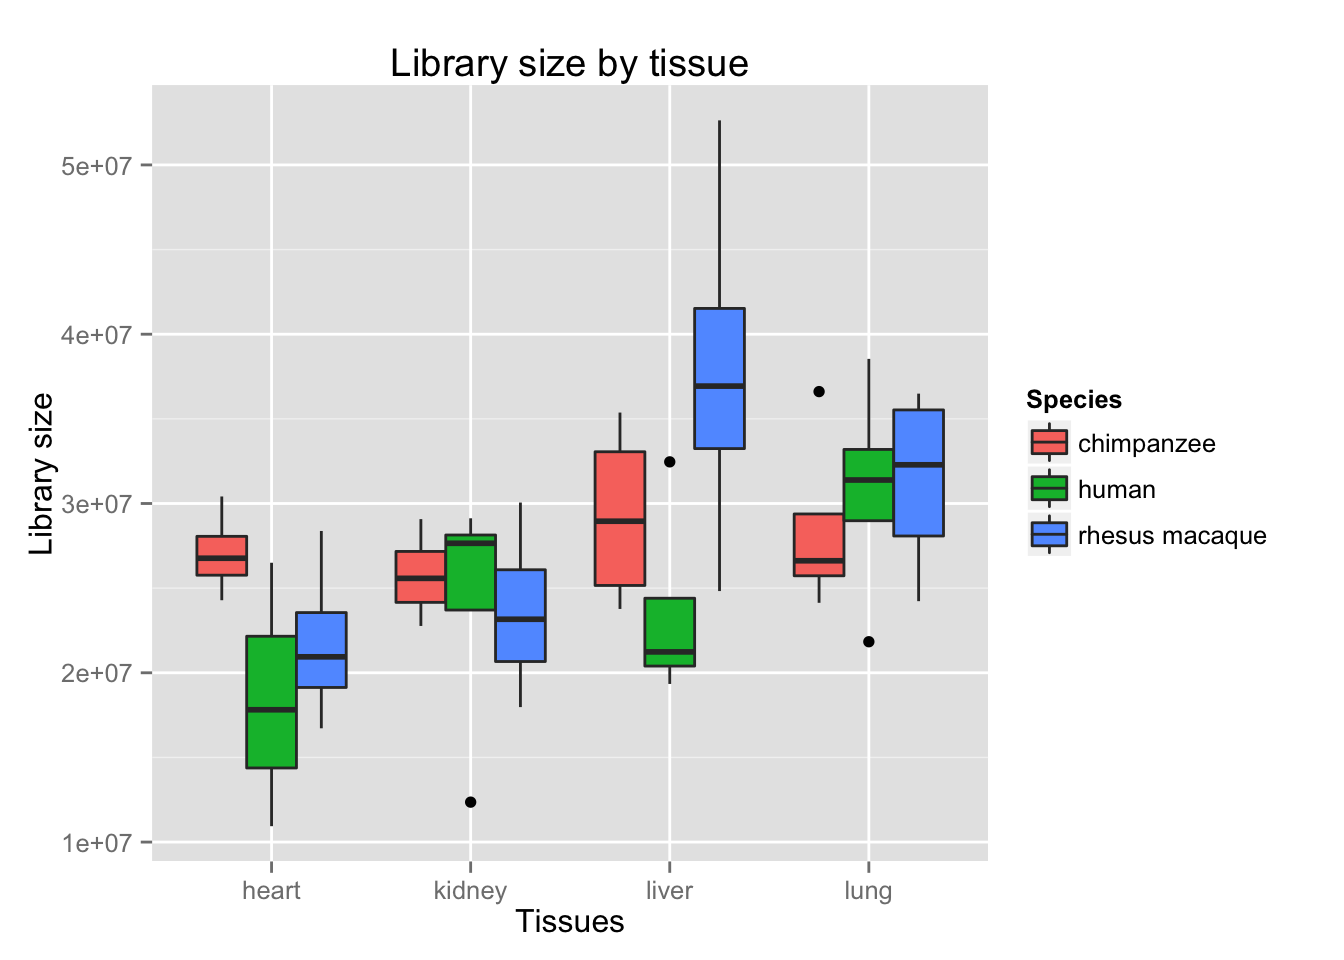 Library size by tissue
Library size
5e+07
4e+07
3e+07
2e+07
1e+07
heart
kidney
liver
lung
Tissues
Species
chimpanzee
human
rhesus macaque